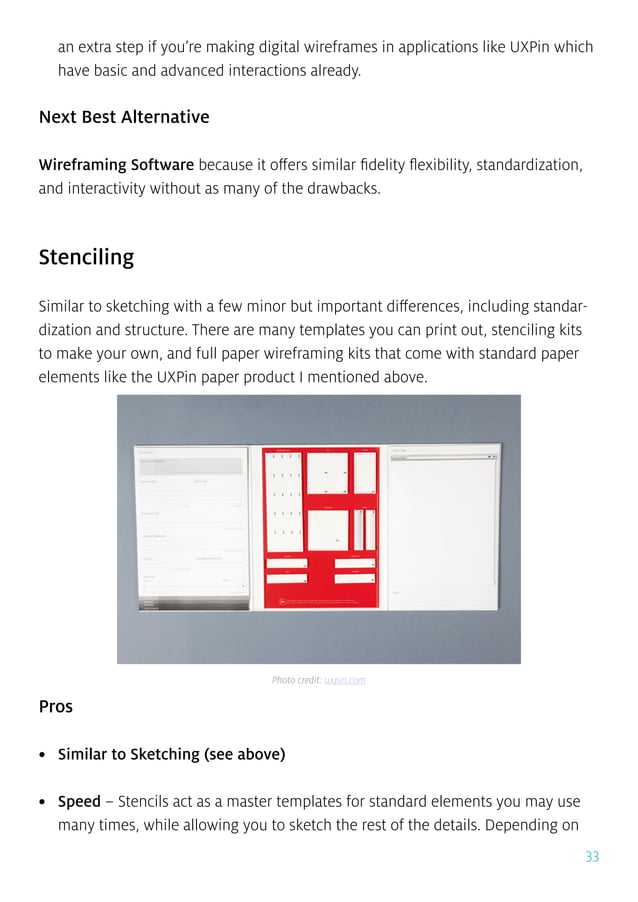 an extra step if you’re making digital wireframes in applications like UXPin which
have basic and advanced interactions already.
Next Best Alternative
Wireframing Software because it offers similar fidelity flexibility, standardization,
and interactivity without as many of the drawbacks.
Stenciling
Similar to sketching with a few minor but important differences, including standar-
dization and structure. There are many templates you can print out, stenciling kits
to make your own, and full paper wireframing kits that come with standard paper
elements like the UXPin paper product I mentioned above.
Photo credit: uxpin.com
Pros
• Similar to Sketching (see above)
• Speed – Stencils act as a master templates for standard elements you may use
many times, while allowing you to sketch the rest of the details. Depending on
33